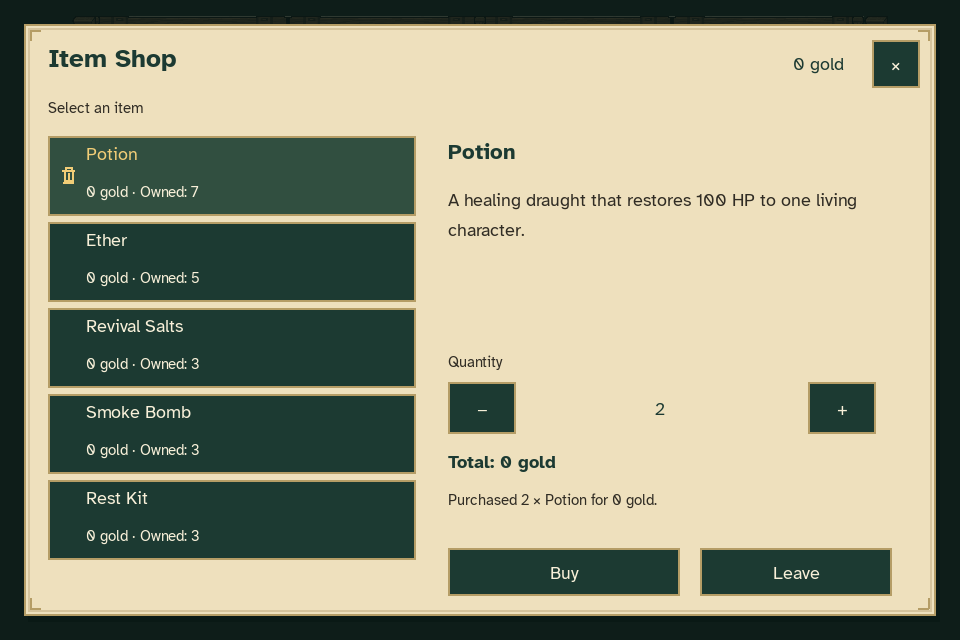 Item Shop
0 gold
×
Select an item
Potion
0 gold · Owned: 7
Ether
0 gold · Owned: 5
Revival Salts
0 gold · Owned: 3
Smoke Bomb
0 gold · Owned: 3
Rest Kit
0 gold · Owned: 3
Potion
A healing draught that restores 100 HP to one living
character.
Quantity
− 2 +
Total: 0 gold
Purchased 2 × Potion for 0 gold.
Buy
Leave